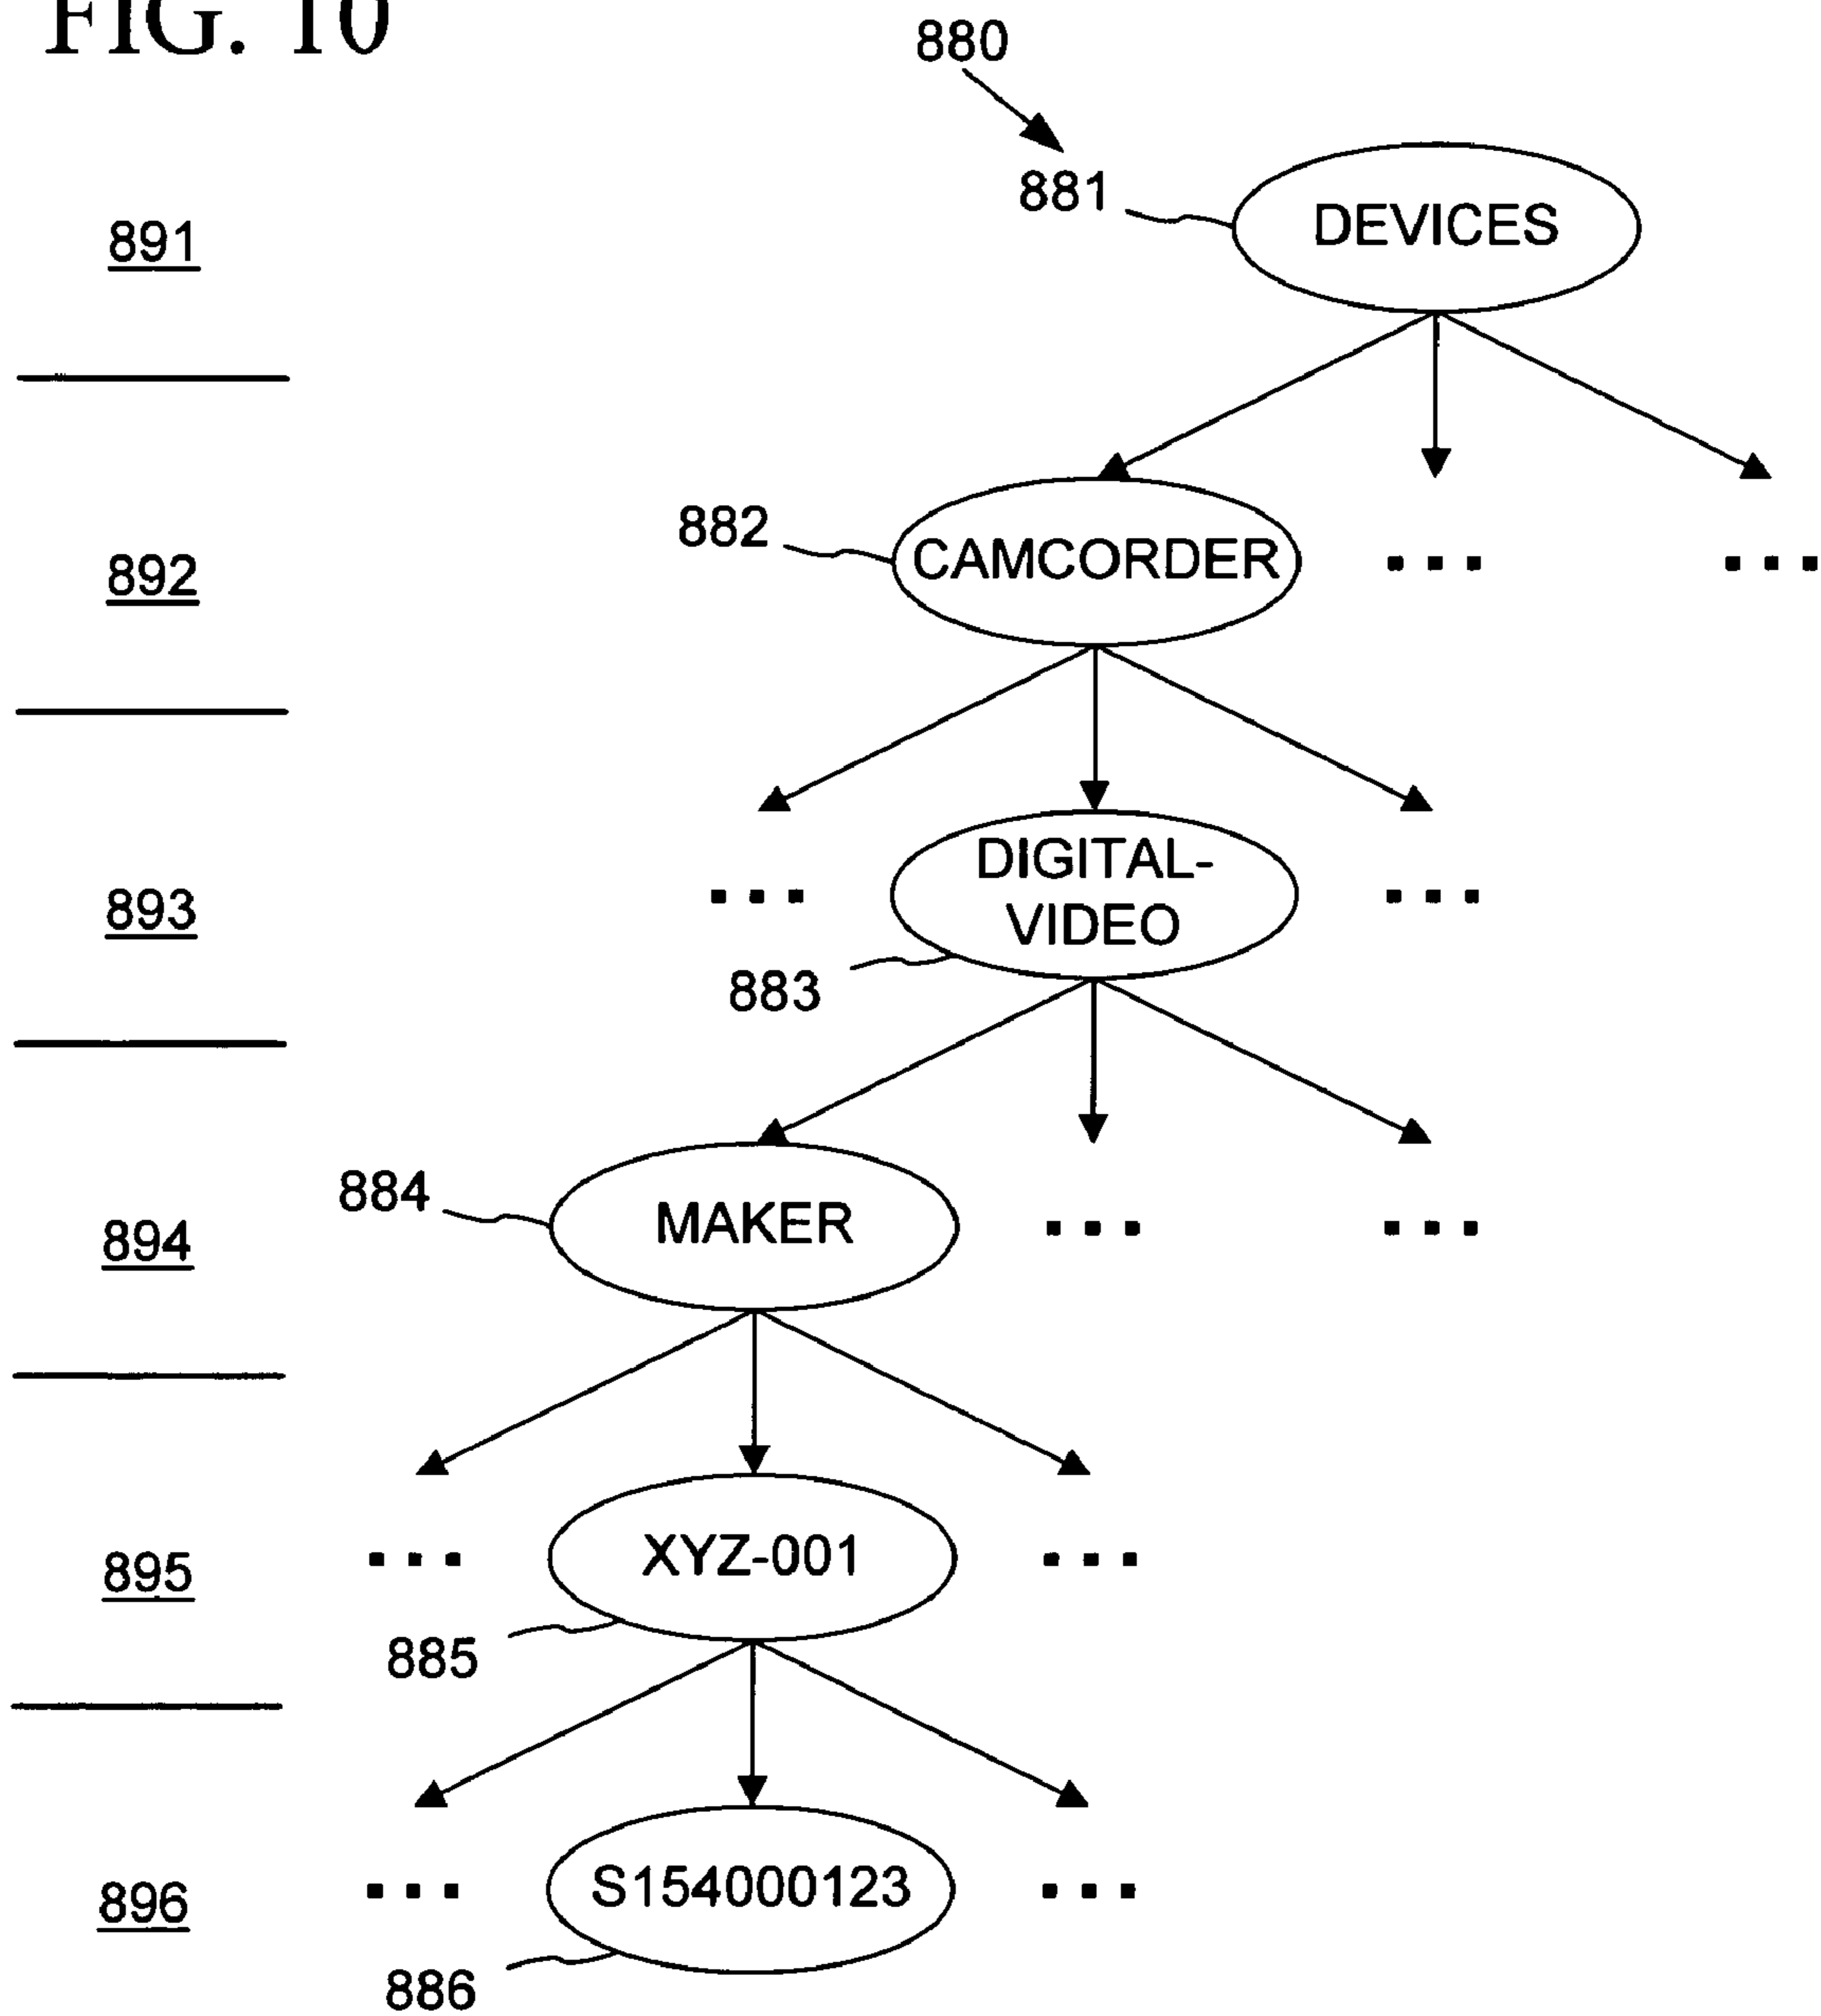 FIG. 10
880
881
DEVICES
891
882
CAMCORDER
... ...
892
DIGITAL-
VIDEO
... ...
893
883
884
MAKER
... ...
894
XYZ-001
... ...
895
885
S154000123
... ...
896
886